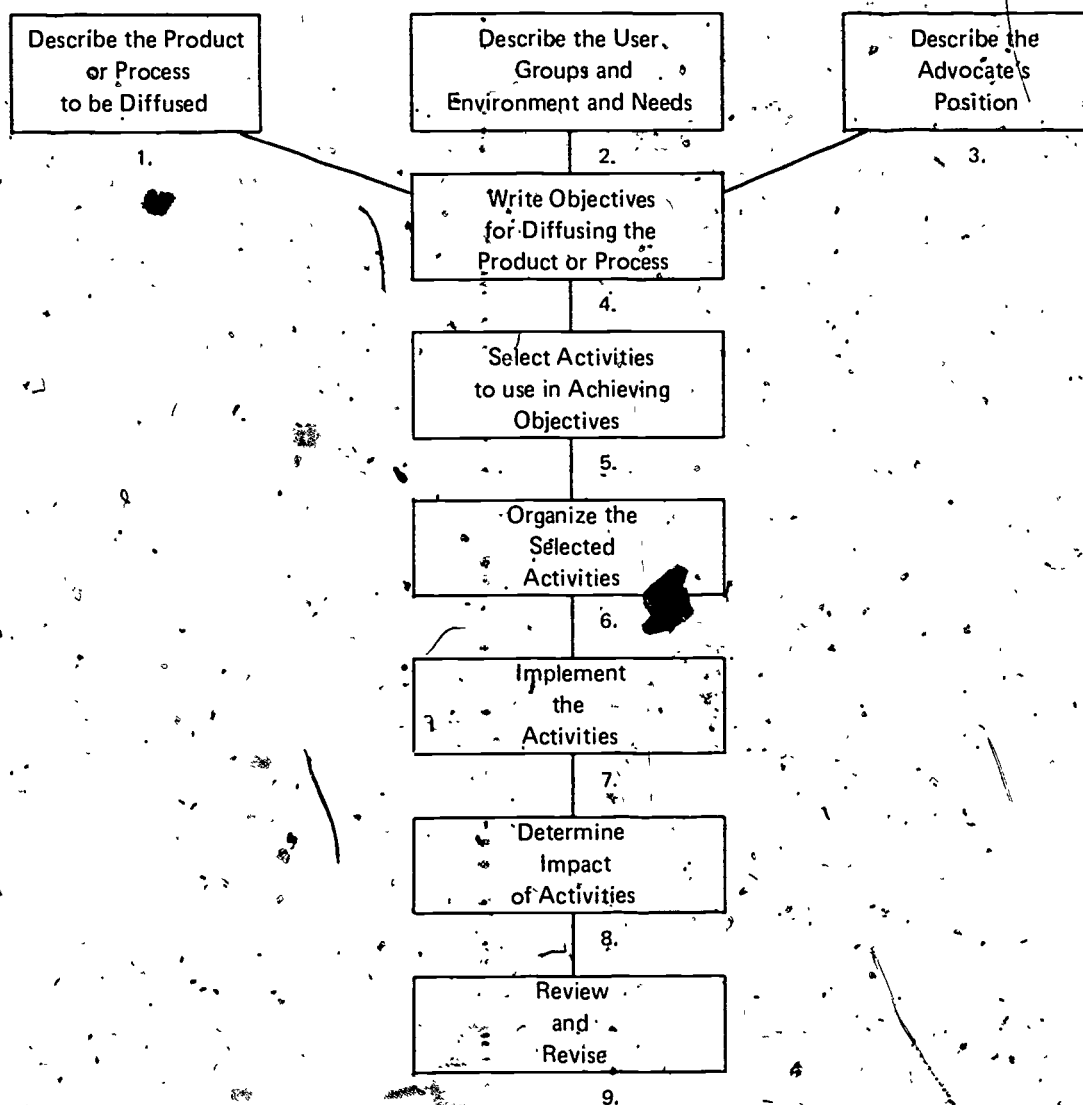 Describe the Product
or Process
to be Diffused
1.
Describe the User
Groups and
Environment and Needs
2.
Describe the
Advocate's
Position
3.
Write Objectives
for Diffusing the
Product or Process
4.
Select Activities
to use in Achieving
Objectives
5.
Organize the
Selected
Activities
6.
Implement
the
Activities
7.
Determine
Impact
of Activities
8.
Review
and
Revise
9.